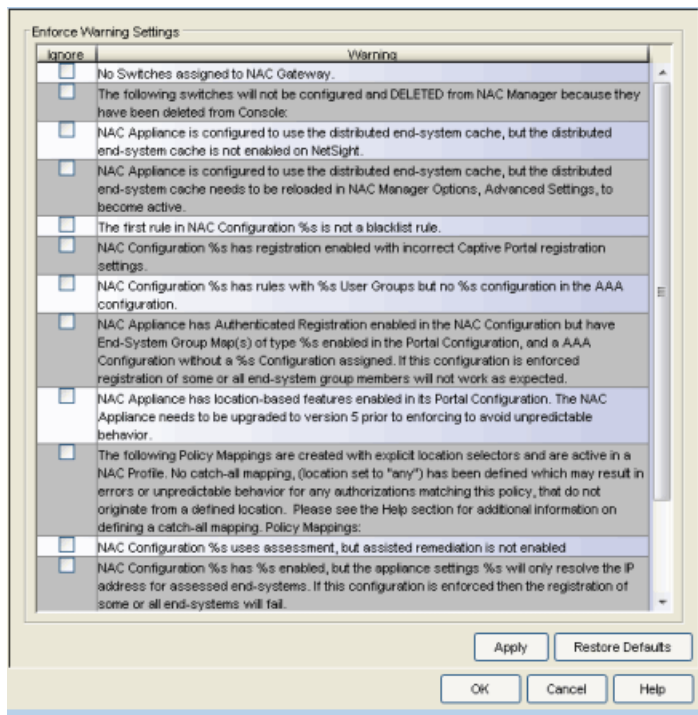 Enforce Warning Settings
Ignore Warning
No Switches assigned to NAC Gateway.
The following switches will not be configured and DELETED from NAC Manager because they
have been deleted from Console:
NAC Appliance is configured to use the distributed end-system cache, but the distributed
end-system cache is not enabled on NetSight.
NAC Appliance is configured to use the distributed end-system cache, but the distributed
end-system cache needs to be reloaded in NAC Manager Options, Advanced Settings, to
become active.
The first rule in NAC Configuration %s is not a blacklist rule.
NAC Configuration %s has registration enabled with incorrect Captive Portal registration
settings.
NAC Configuration %s has rules with %s User Groups but no %s configuration in the AAA
configuration.
NAC Appliance has Authenticated Registration enabled in the NAC Configuration but have
End-System Group Map(s) of type %s enabled in the Portal Configuration, and a AAA
Configuration without a %s Configuration assigned. If this configuration is enforced
registration of some or all end-system group members will not work as expected.
NAC Appliance has location-based features enabled in its Portal Configuration. The NAC
Appliance needs to be upgraded to version 5 prior to enforcing to avoid unpredictable
behavior.
The following Policy Mappings are created with explicit location selectors and are active in a
NAC Profile. No catch-all mapping, (location set to "any") has been defined which may result in
errors or unpredictable behavior for any authorizations matching this policy, that do not
originate from a defined location.  Please see the Help section for additional information on
defining a catch-all mapping. Policy Mappings:
NAC Configuration %s uses assessment, but assisted remediation is not enabled
NAC Configuration %s has %s enabled, but the appliance settings %s will only resolve the IP
address for assessed end-systems. If this configuration is enforced then the registration of
some or all end-systems will fail.
Apply Restore Defaults
OK Cancel Help